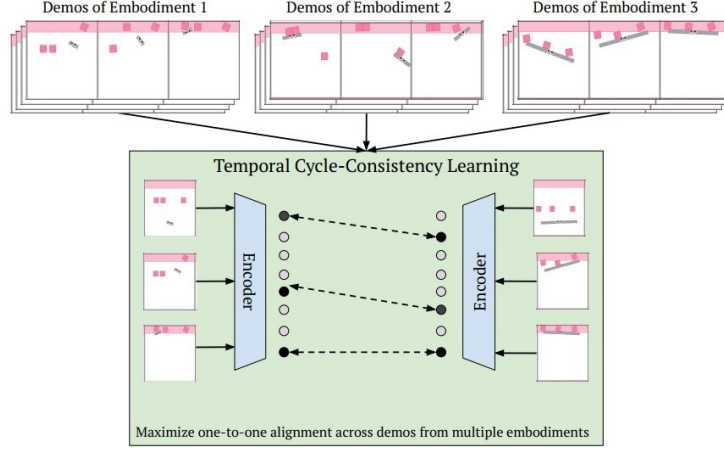 Demos of Embodiment 1
Demos of Embodiment 2
Demos of Embodiment 3
Temporal Cycle-Consistency Learning
Encoder
Encoder
Maximize one-to-one alignment across demos from multiple embodiments